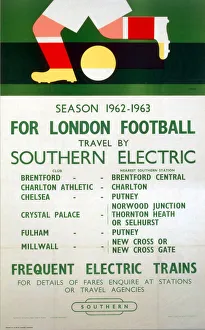 SEASON 1962-1963
FOR LONDON FOOTBALL
TRAVEL BY
SOUTHERN ELECTRIC
CLUB NEAREST SOUTHERN STATION
BRENTFORD - - BRENTFORD CENTRAL
CHARLTON ATHLETIC - - CHARLTON
CHELSEA - - PUTNEY
CRYSTAL PALACE - - NORWOOD JUNCTION
THORNTON HEATH
OR SELHURST
FULHAM - - PUTNEY
MILLWALL - - NEW CROSS OR
NEW CROSS GATE
FREQUENT ELECTRIC TRAINS
FOR DETAILS OF FARES ENQUIRE AT STATIONS
OR TRAVEL AGENCIES
SOUTHERN